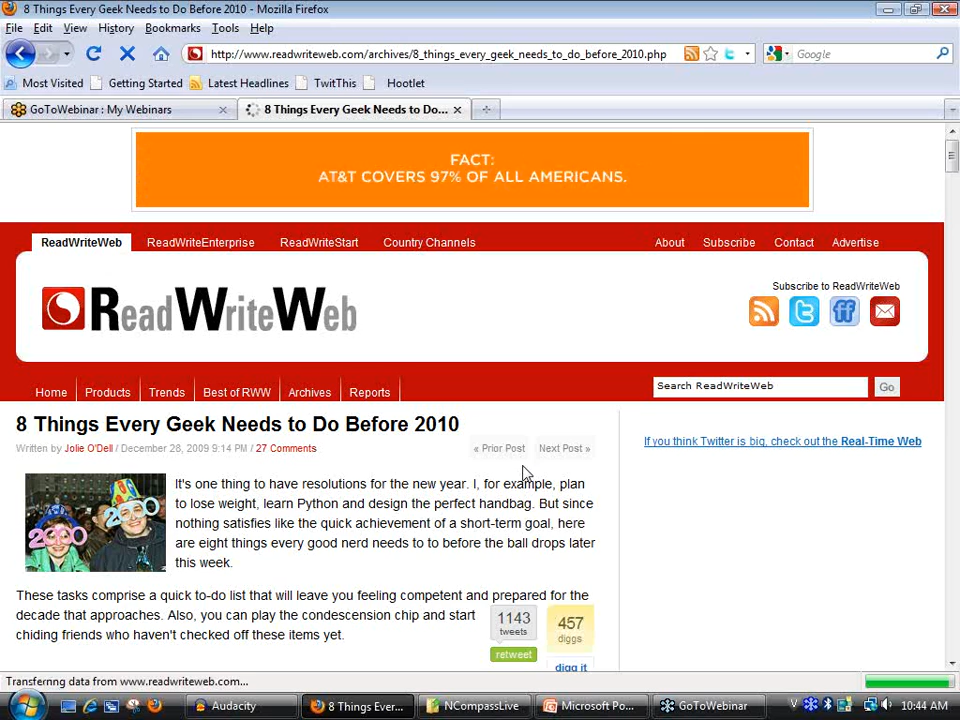 8 Things Every Geek Needs to Do Before 2010 - Mozilla Firefox
File Edit View History Bookmarks Tools Help
http://www.readwriteweb.com/archives/8_things_every_geek_needs_to_do_before_2010.php
Google
Most Visited Getting Started Latest Headlines TwitThis Hootlet
GoToWebinar : My Webinars
8 Things Every Geek Needs to Do...
FACT:
AT&T COVERS 97% OF ALL AMERICANS.
ReadWriteWeb ReadWriteEnterprise ReadWriteStart Country Channels About Subscribe Contact Advertise
Subscribe to ReadWriteWeb
ReadWriteWeb
Home Products Trends Best of RWW Archives Reports
Search ReadWriteWeb Go
8 Things Every Geek Needs to Do Before 2010
Written by Jolie O'Dell / December 28, 2009 9:14 PM / 27 Comments
« Prior Post Next Post »
If you think Twitter is big, check out the Real-Time Web
It's one thing to have resolutions for the new year. I, for example, plan
to lose weight, learn Python and design the perfect handbag. But since
nothing satisfies like the quick achievement of a short-term goal, here
are eight things every good nerd needs to to before the ball drops later
this week.
These tasks comprise a quick to-do list that will leave you feeling competent and prepared for the
decade that approaches. Also, you can play the condescension chip and start
chiding friends who haven't checked off these items yet.
1143
tweets
retweet
457
diggs
digg it
Transferring data from www.readwriteweb.com...
Audacity
8 Things Ever...
NCompassLive
Microsoft Po...
GoToWebinar
10:44 AM